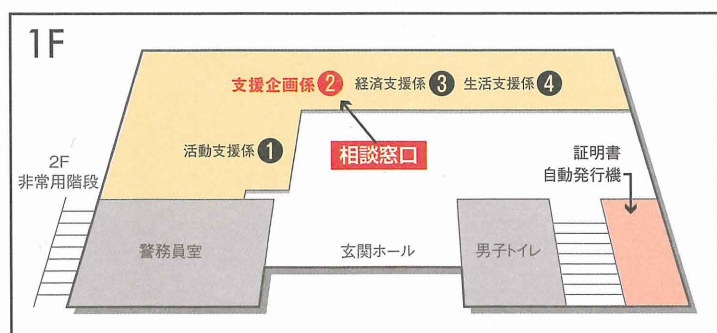 1F
支援企画係 2 経済支援係 3 生活支援係 4
活動支援係 1
相談窓口
2F
非常用階段
証明書
自動発行機
警務員室
玄関ホール
男子トイレ